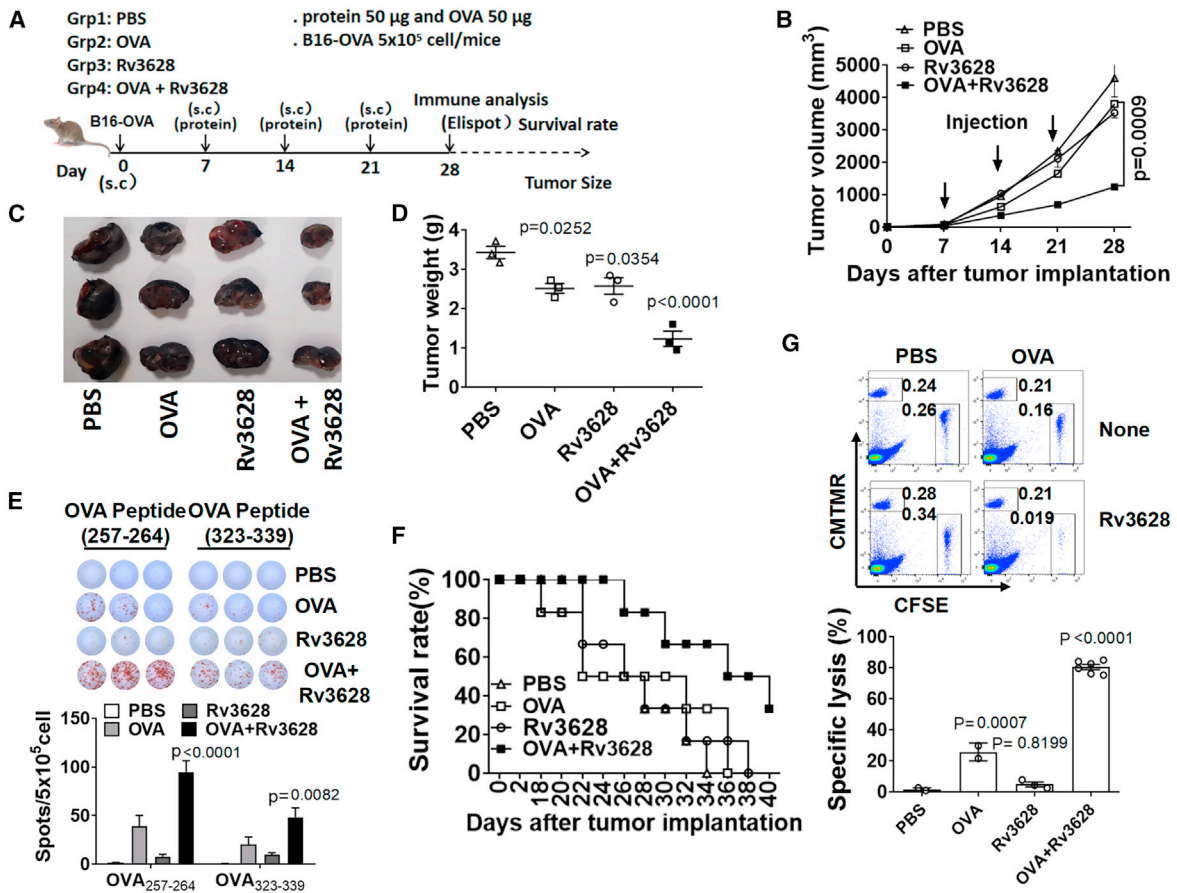 A
Grp1: PBS
Grp2: OVA
Grp3: Rv3628
Grp4: OVA + Rv3628
. protein 50 µg and OVA 50 µg
. B16-OVA 5x10⁵ cell/mice
B16-OVA
(s.c)
(protein)
(s.c)
(protein)
(s.c)
(protein)
Immune analysis
(Elispot)
Survival rate
Day
0
7
14
21
28
(s.c)
Tumor Size
B
PBS
OVA
Rv3628
OVA+Rv3628
Tumor volume (mm³)
5000
4000
3000
2000
1000
0
Injection
p=0.0009
0
7
14
21
28
Days after tumor implantation
C
PBS
OVA
Rv3628
OVA +
Rv3628
D
Tumor weight (g)
4
3
2
1
0
p=0.0252
p=0.0354
p<0.0001
PBS
OVA
Rv3628
OVA+Rv3628
E
OVA Peptide
(257-264)
OVA Peptide
(323-339)
PBS
OVA
Rv3628
OVA+
Rv3628
PBS
Rv3628
OVA
OVA+Rv3628
Spots/5x10⁵cell
150
100
50
0
p<0.0001
p=0.0082
OVA₂₅₇₋₂₆₄
OVA₃₂₃₋₃₃₉
F
Survival rate(%)
100
80
60
40
20
0
PBS
OVA
Rv3628
OVA+Rv3628
0
2
18
20
22
24
26
28
30
32
34
36
38
40
Days after tumor implantation
G
PBS
OVA
0.24
0.26
0.21
0.16
None
0.28
0.34
0.21
0.019
Rv3628
CMTMR
CFSE
Specific lysis (%)
100
80
60
40
20
0
P = 0.0007
P = 0.8199
P <0.0001
PBS
OVA
Rv3628
OVA+Rv3628